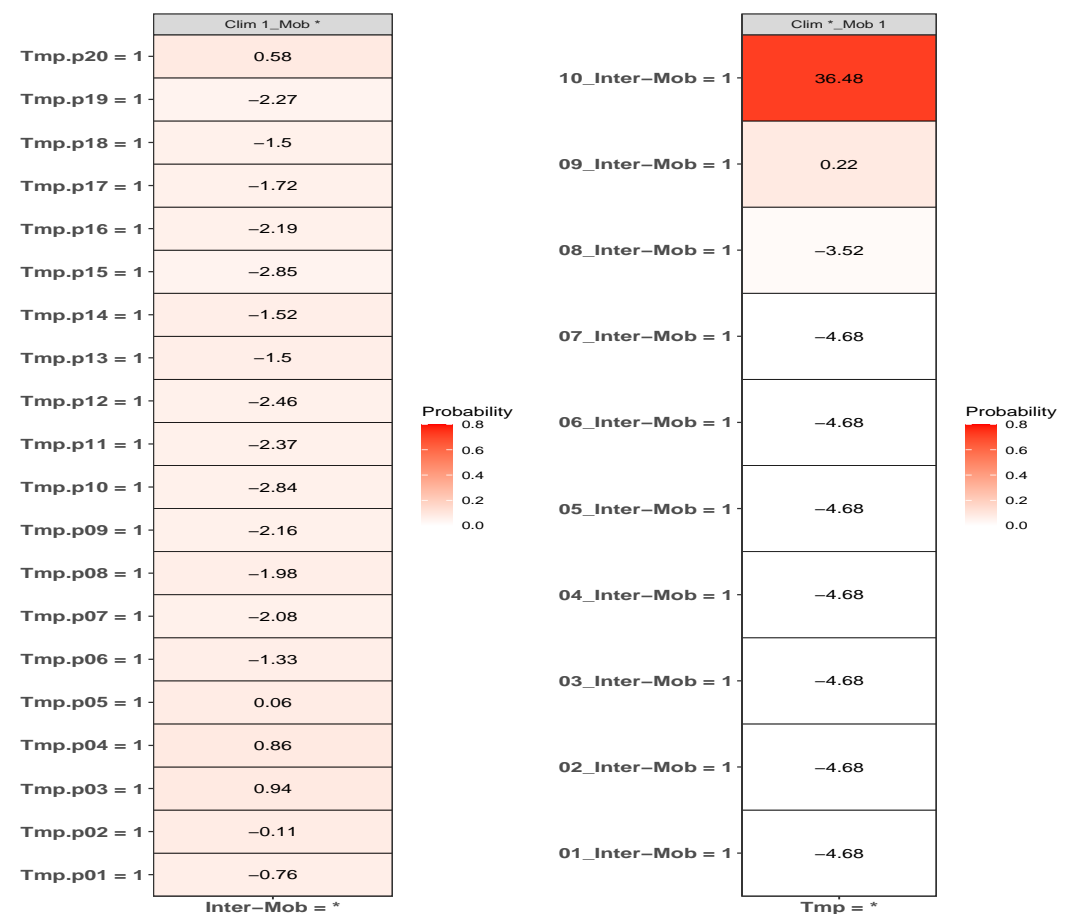 Clim 1_Mob *
Tmp.p20 = 1 0.58
Tmp.p19 = 1 −2.27
Tmp.p18 = 1 −1.5
Tmp.p17 = 1 −1.72
Tmp.p16 = 1 −2.19
Tmp.p15 = 1 −2.85
Tmp.p14 = 1 −1.52
Tmp.p13 = 1 −1.5
Tmp.p12 = 1 −2.46
Tmp.p11 = 1 −2.37
Tmp.p10 = 1 −2.84
Tmp.p09 = 1 −2.16
Tmp.p08 = 1 −1.98
Tmp.p07 = 1 −2.08
Tmp.p06 = 1 −1.33
Tmp.p05 = 1 0.06
Tmp.p04 = 1 0.86
Tmp.p03 = 1 0.94
Tmp.p02 = 1 −0.11
Tmp.p01 = 1 −0.76
Inter−Mob = *
Probability
0.8
0.6
0.4
0.2
0.0
Clim *_Mob 1
10_Inter−Mob = 1 36.48
09_Inter−Mob = 1 0.22
08_Inter−Mob = 1 −3.52
07_Inter−Mob = 1 −4.68
06_Inter−Mob = 1 −4.68
05_Inter−Mob = 1 −4.68
04_Inter−Mob = 1 −4.68
03_Inter−Mob = 1 −4.68
02_Inter−Mob = 1 −4.68
01_Inter−Mob = 1 −4.68
Tmp = *
Probability
0.8
0.6
0.4
0.2
0.0